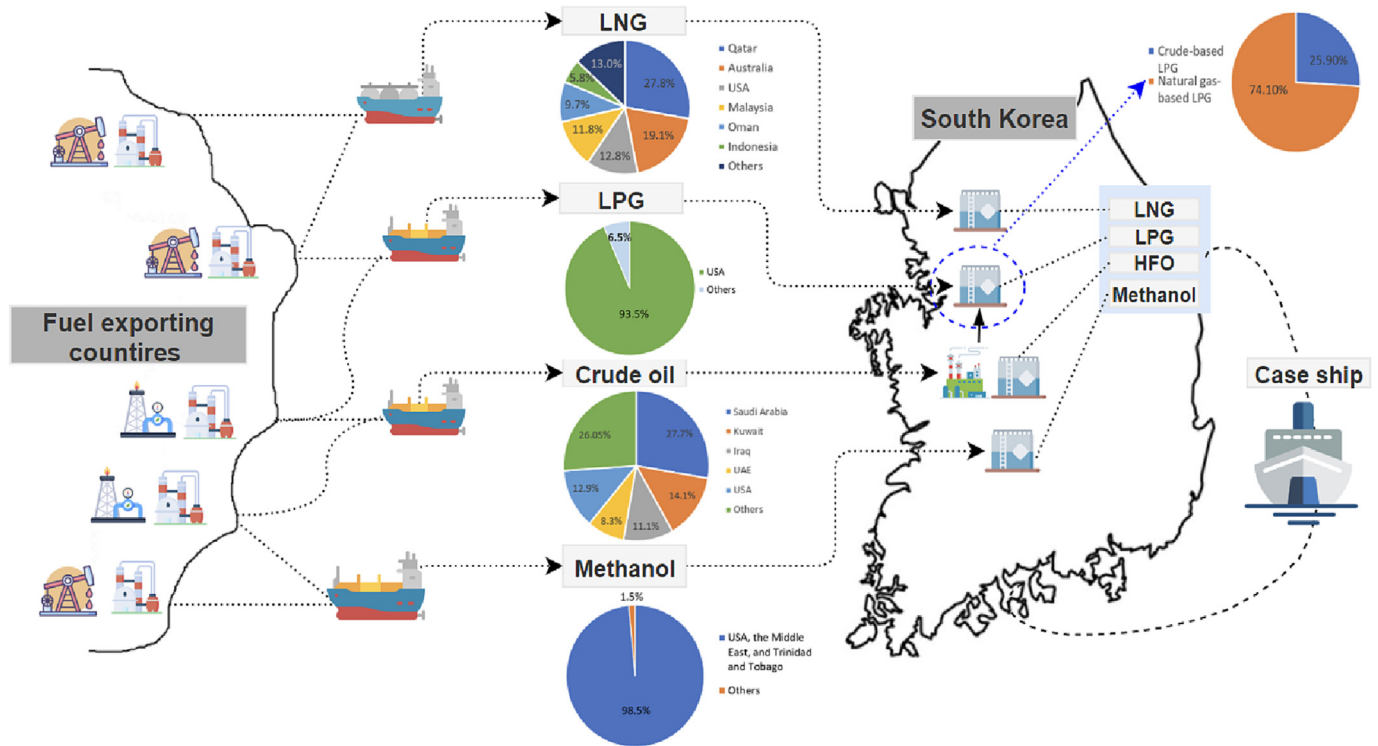 LNG
13.0%
27.8%
5.8%
9.7%
19.1%
11.8%
12.8%
Qatar
Australia
USA
Malaysia
Oman
Indonesia
Others
Crude-based
LPG
Natural gas-
based LPG
25.90%
74.10%
South Korea
LPG
6.5%
93.5%
USA
Others
LNG
LPG
HFO
Methanol
Fuel exporting
countires
Crude oil
26.05%
27.7%
12.9%
14.1%
8.3%
11.1%
Saudi Arabia
Kuwait
Iraq
UAE
USA
Others
Case ship
Methanol
1.5%
98.5%
USA, the Middle
East, and Trinidad
and Tobago
Others